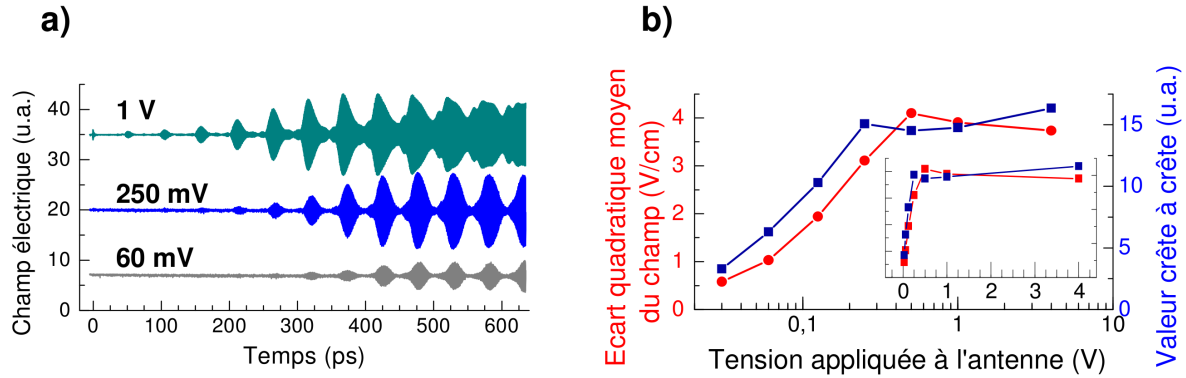 a)
Champ électrique (u.a.)
40
30
20
10
0
1 V
250 mV
60 mV
0 100 200 300 400 500 600
Temps (ps)
b)
Ecart quadratique moyen
du champ (V/cm)
4
3
2
1
0
15
10
5
0
Valeur crête à crête (u.a.)
0 1 2 3 4
0,1 1 10
Tension appliquée à l'antenne (V)